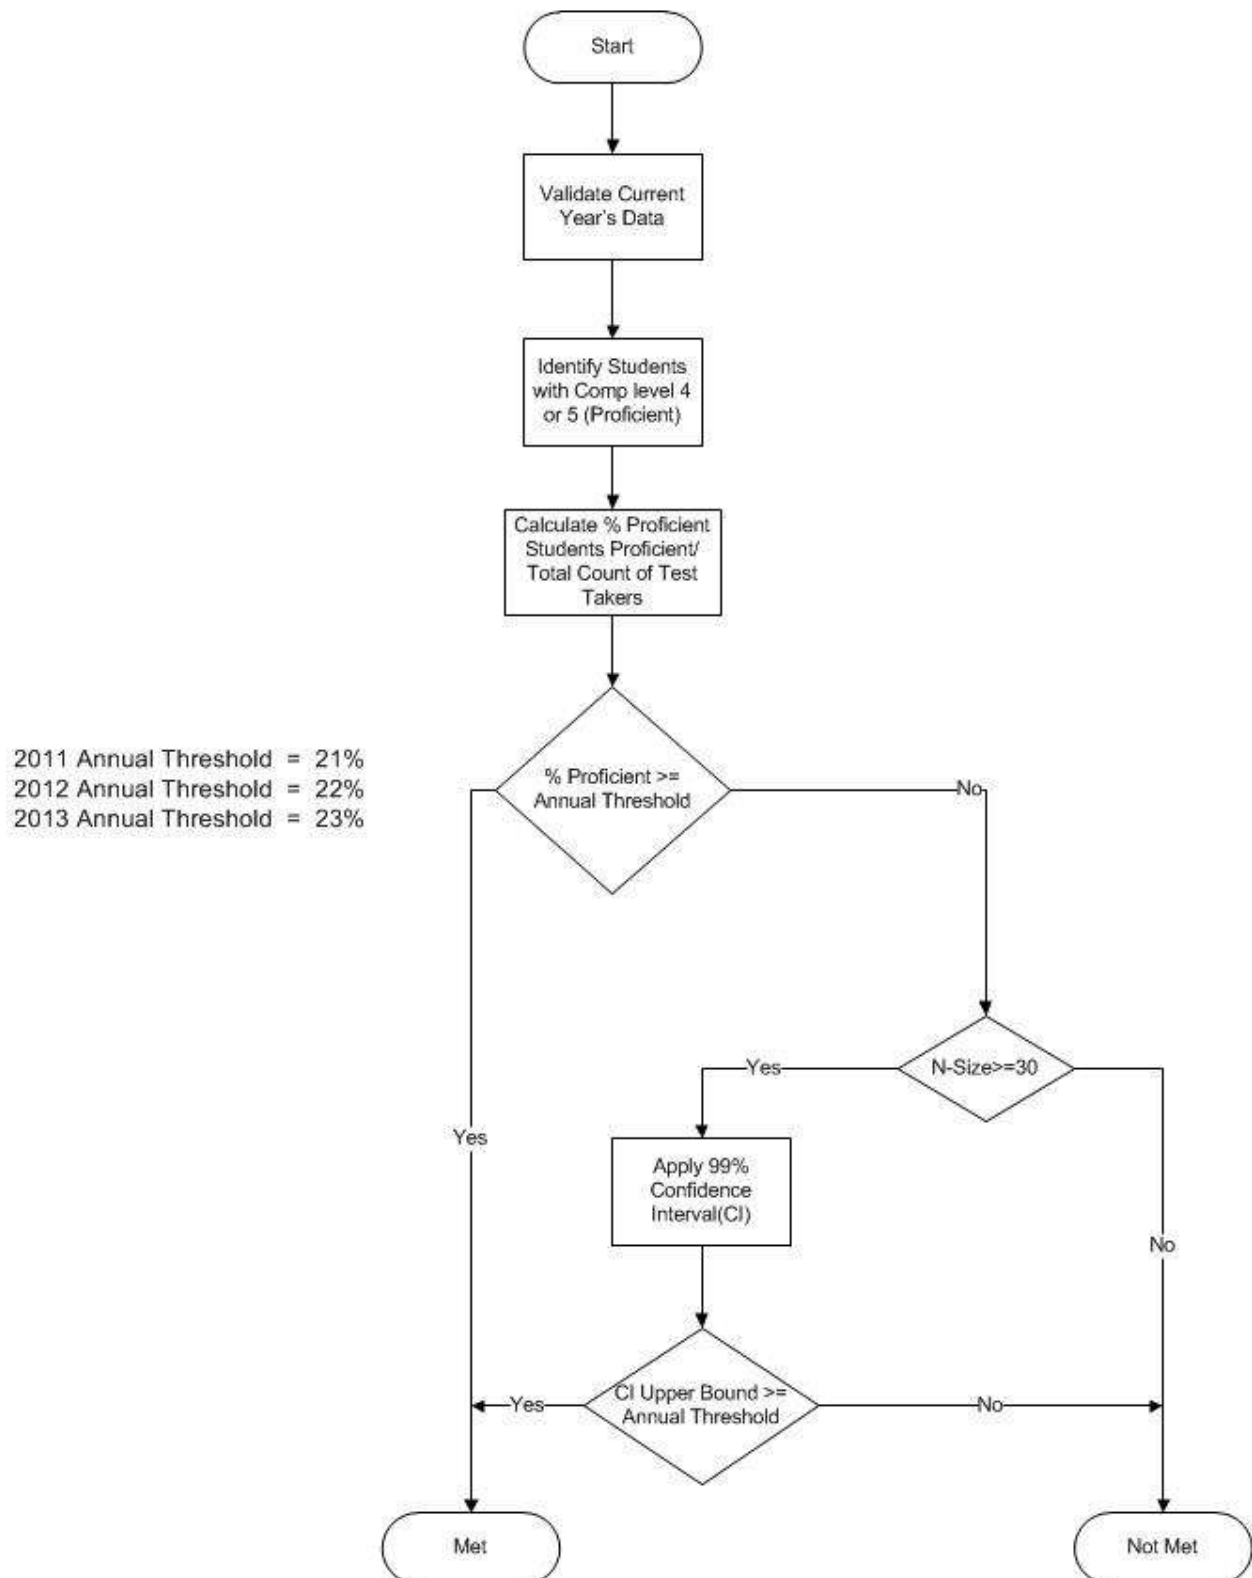 Start
Validate Current
Year's Data
Identify Students
with Comp level 4
or 5 (Proficient)
Calculate % Proficient
Students Proficient/
Total Count of Test
Takers
2011 Annual Threshold = 21%
2012 Annual Threshold = 22%
2013 Annual Threshold = 23%
% Proficient >=
Annual Threshold
No
N-Size>=30
Yes
Yes
Apply 99%
Confidence
Interval(CI)
No
CI Upper Bound >=
Annual Threshold
Yes
No
Met
Not Met